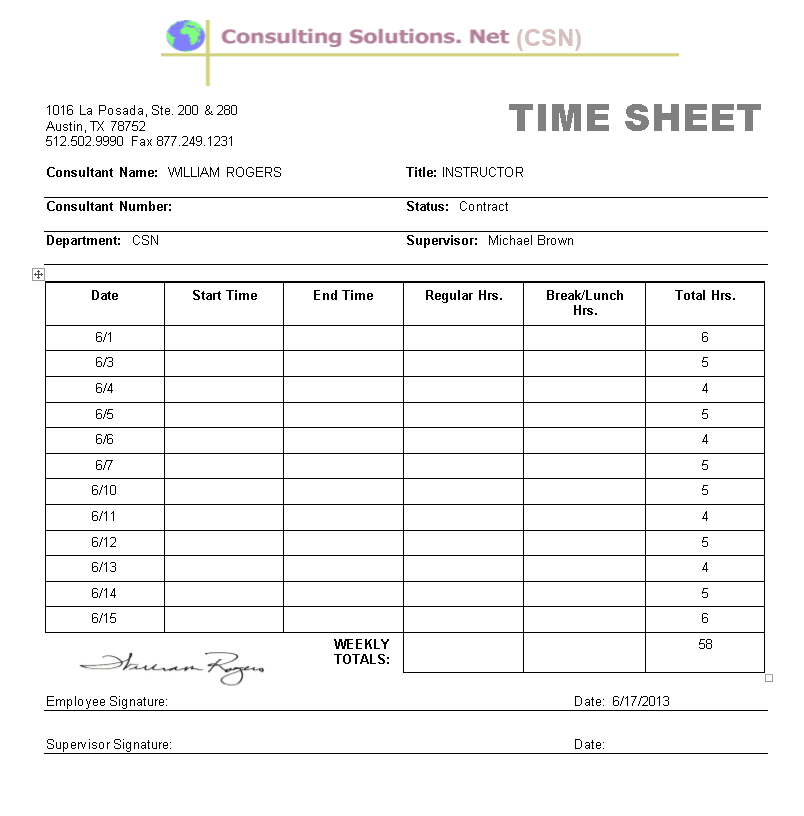 Consulting Solutions. Net (CSN)
1016 La Posada, Ste. 200 & 280
Austin, TX 78752
512.502.9990 Fax 877.249.1231
TIME SHEET
Consultant Name: WILLIAM ROGERS Title: INSTRUCTOR
Consultant Number: Status: Contract
Department: CSN Supervisor: Michael Brown
Date Start Time End Time Regular Hrs. Break/Lunch Hrs. Total Hrs.
6/1 6
6/3 5
6/4 4
6/5 5
6/6 4
6/7 5
6/10 5
6/11 4
6/12 5
6/13 4
6/14 5
6/15 6
WEEKLY TOTALS: 58
William Rogers
Employee Signature: Date: 6/17/2013
Supervisor Signature: Date: